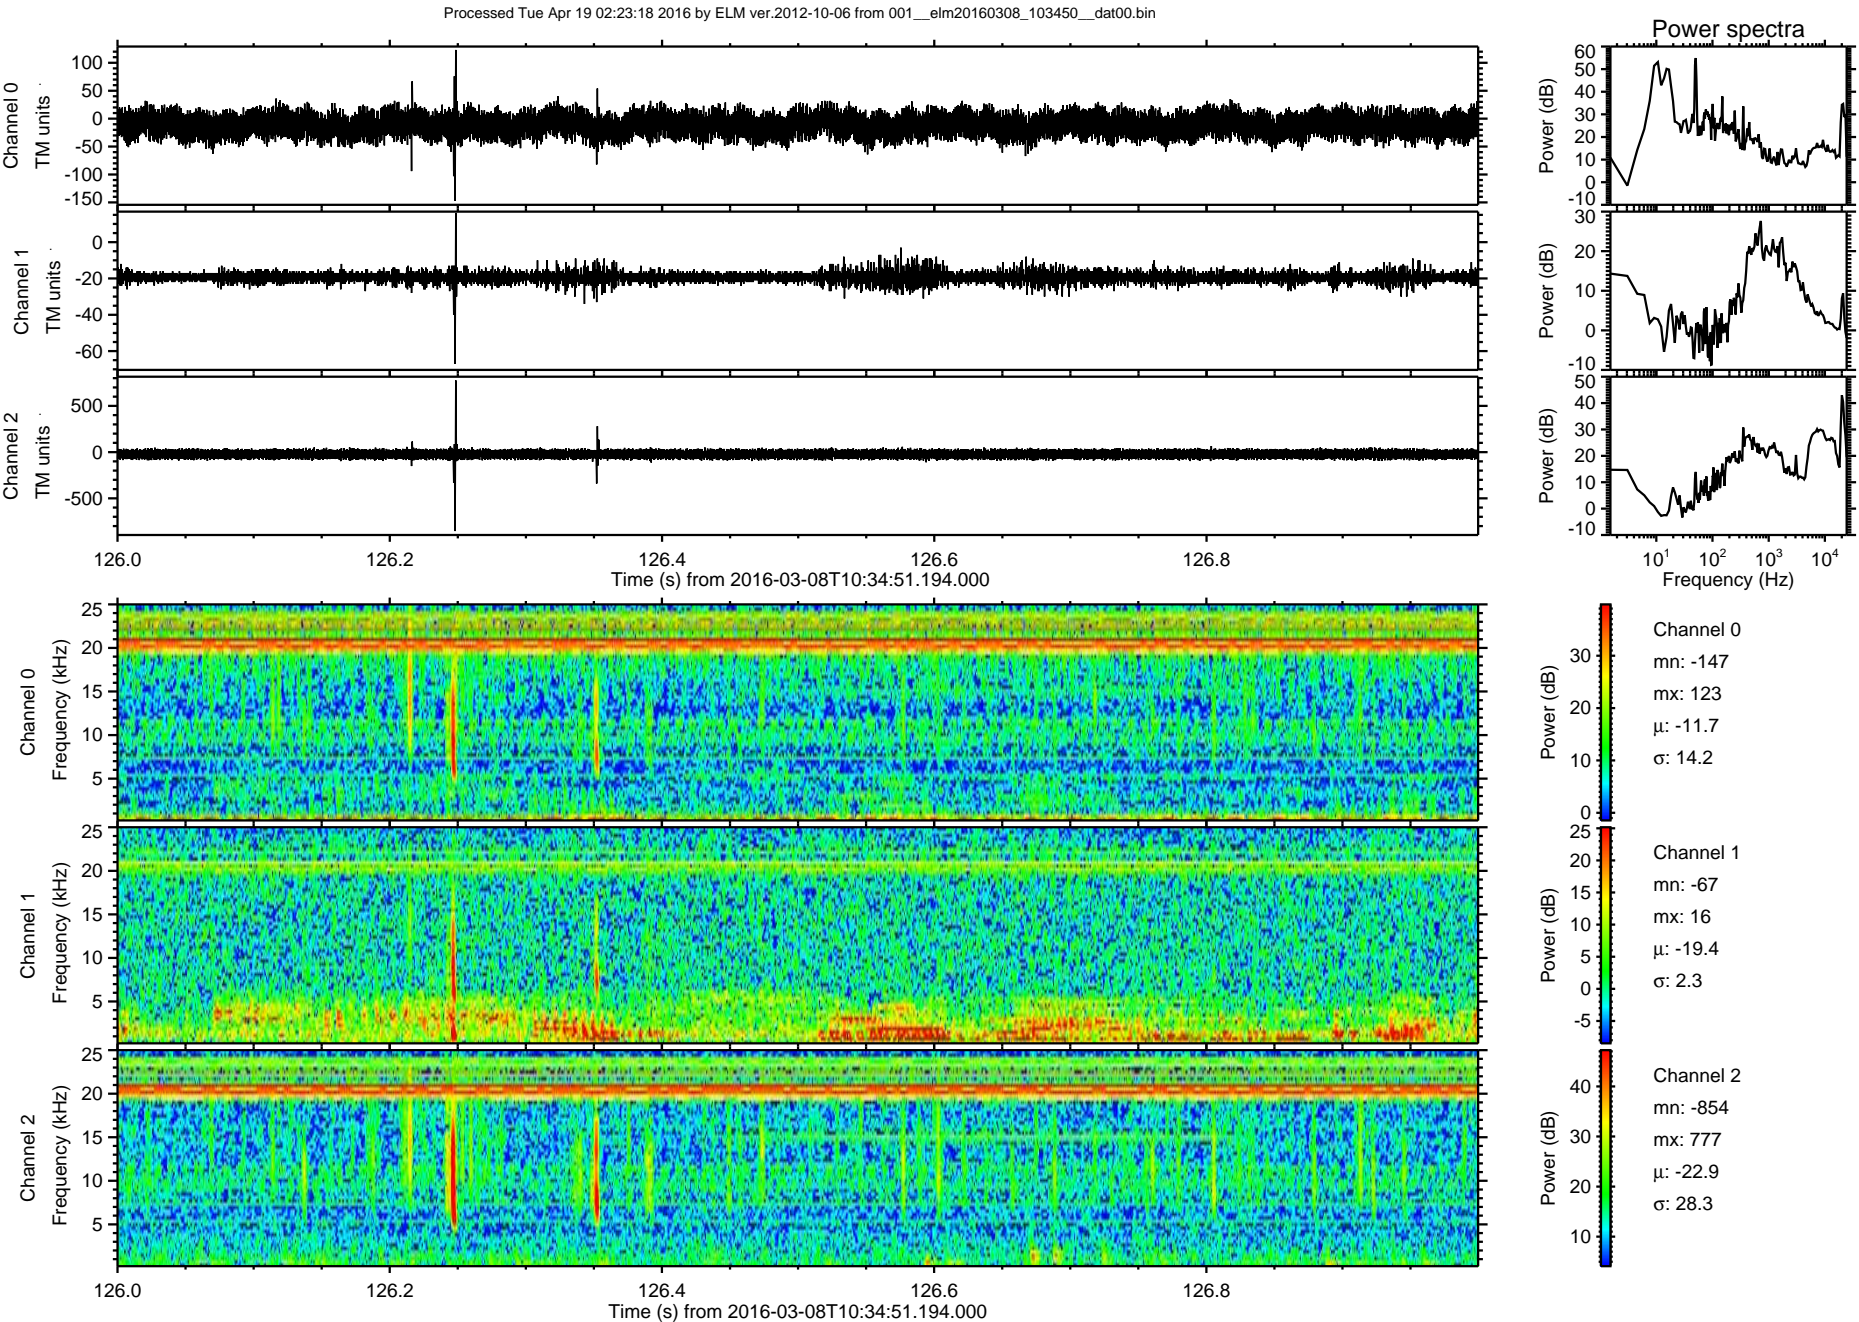 Processed Tue Apr 19 02:23:18 2016 by ELM ver.2012-10-06 from 001__elm20160308_103450__dat00.bin
Power spectra
Channel 0
TM units
100
50
0
-50
-100
-150
Power (dB)
60
50
40
30
20
10
0
-10
Channel 1
TM units
0
-20
-40
-60
Power (dB)
30
20
10
0
-10
Channel 2
TM units
500
0
-500
Power (dB)
50
40
30
20
10
0
-10
126.0 126.2 126.4 126.6 126.8
Time (s) from 2016-03-08T10:34:51.194.000
10^1 10^2 10^3 10^4
Frequency (Hz)
Channel 0
Frequency (kHz)
25
20
15
10
5
Power (dB)
30
20
10
0
Channel 0
mn: -147
mx: 123
μ: -11.7
σ: 14.2
Channel 1
Frequency (kHz)
25
20
15
10
5
Power (dB)
25
20
15
10
5
0
-5
Channel 1
mn: -67
mx: 16
μ: -19.4
σ: 2.3
Channel 2
Frequency (kHz)
25
20
15
10
5
Power (dB)
40
30
20
10
Channel 2
mn: -854
mx: 777
μ: -22.9
σ: 28.3
126.0 126.2 126.4 126.6 126.8
Time (s) from 2016-03-08T10:34:51.194.000